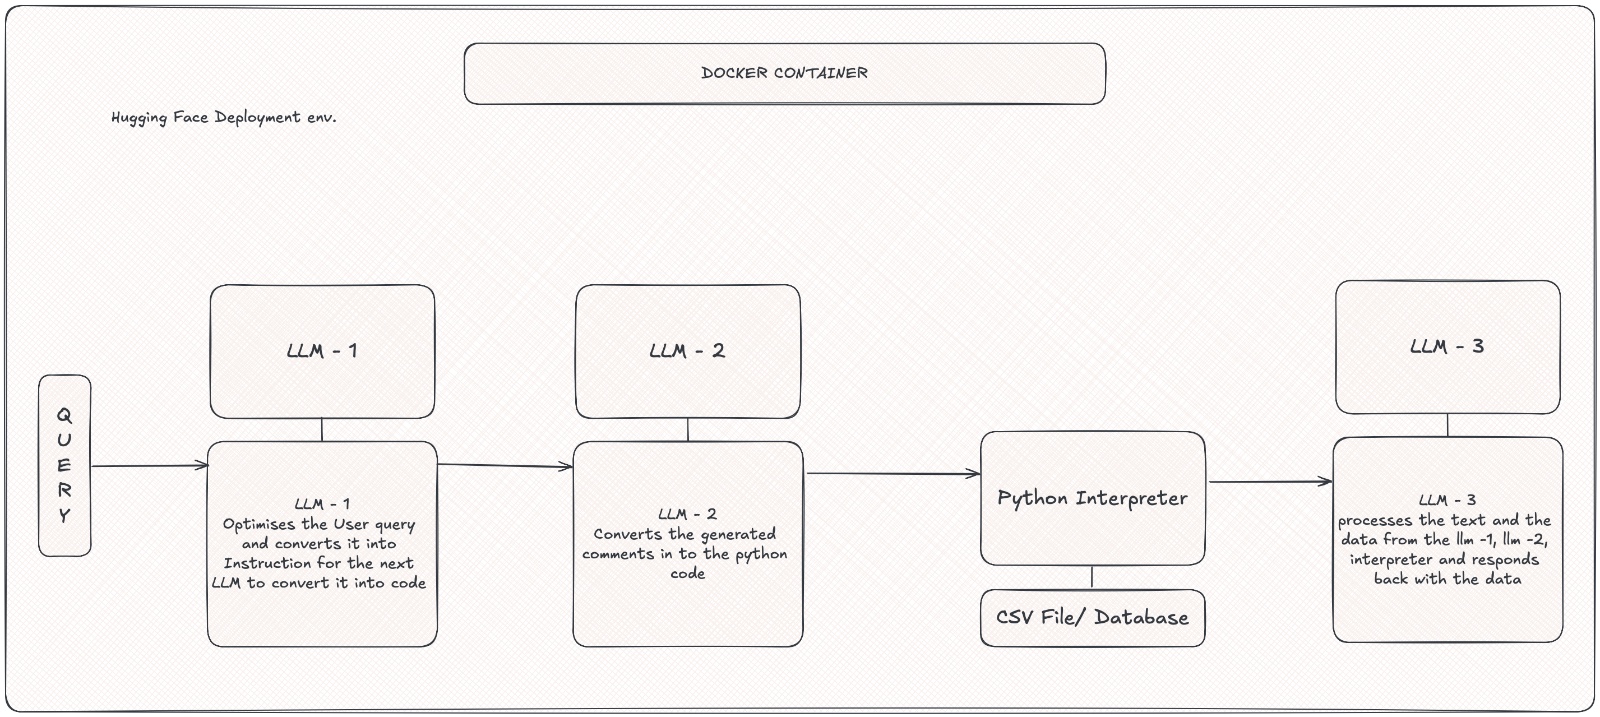 DOCKER CONTAINER
Hugging Face Deployment env.
LLM - 1
LLM - 2
LLM - 3
Q
U
E
R
Y
LLM - 1
Optimises the User query
and converts it into
Instruction for the next
LLM to convert it into code
LLM - 2
Converts the generated
comments in to the python
code
Python Interpreter
CSV File/ Database
LLM - 3
processes the text and the
data from the llm -1, llm -2,
interpreter and responds
back with the data